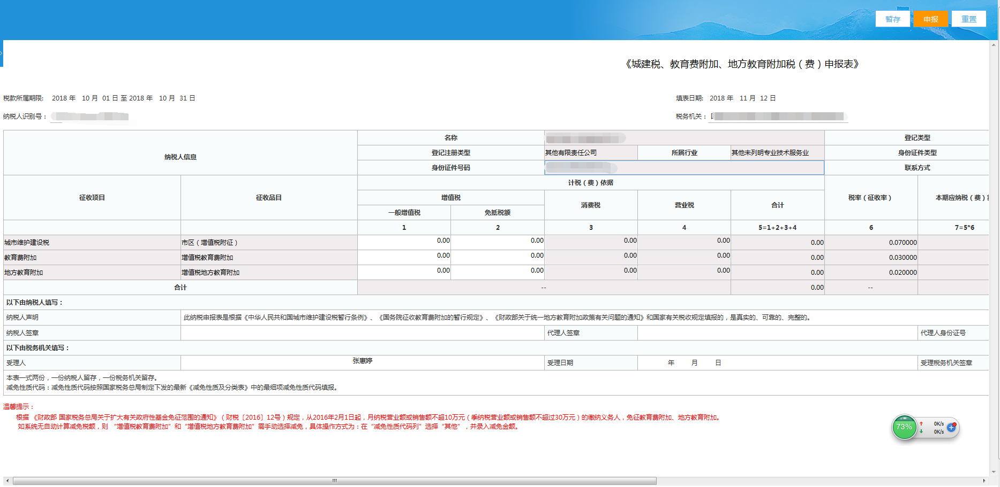 暂存 申报 重置
《城建税、教育费附加、地方教育附加税（费）申报表》
税款所属期限: 2018 年 10 月 01 日 至 2018 年 10 月 31 日 填表日期: 2018 年 11 月 12 日
纳税人识别号： 税务机关：
纳税人信息 名称 登记类型
登记注册类型 其他有限责任公司 所属行业 其他未列明专业技术服务业 身份证件类型
身份证件号码 联系方式
征收项目 征收品目 计税（费）依据 税率（征收率） 本期应纳税（费）
增值税 消费税 营业税 合计
一般增值税 免抵税额
1 2 3 4 5=1+2+3+4 6 7=5*6
城市维护建设税 市区（增值税附征） 0.00 0.00 0.00 0.00 0.00 0.070000
教育费附加 增值税教育费附加 0.00 0.00 0.00 0.00 0.00 0.030000
地方教育附加 增值税地方教育附加 0.00 0.00 0.00 0.00 0.00 0.020000
合计 -- 0.00 --
以下由纳税人填写：
纳税人声明 此纳税申报表是根据《中华人民共和国城市维护建设税暂行条例》、《国务院征收教育费附加的暂行规定》、《财政部关于统一地方教育附加政策有关问题的通知》和国家有关税收规定填报的，是真实的、可靠的、完整的。
纳税人签章 代理人签章 代理人身份证号
以下由税务机关填写：
受理人 张惠婷 受理日期 年 月 日 受理税务机关签章
本表一式两份，一份纳税人留存，一份税务机关留存。
减免性质代码：减免性质代码按照国家税务总局制定下发的最新《减免性质及分类表》中的最细项减免性质代码填报。
温馨提示：
根据 《财政部 国家税务总局关于扩大有关政府性基金免征范围的通知》（财税［2016］12号）规定，从2016年2月1日起，月纳税营业额或销售额不超10万元（季纳税营业额或销售额不超过30万元）的缴纳义务人，免征教育费附加、地方教育附加。
如系统无自动计算减免税额，则 “增值税教育费附加”和“增值税地方教育费附加”需手动选择减免，具体操作方式为：在“减免性质代码列”选择“其他”，并录入减免金额。
73% 0K/s
0K/s